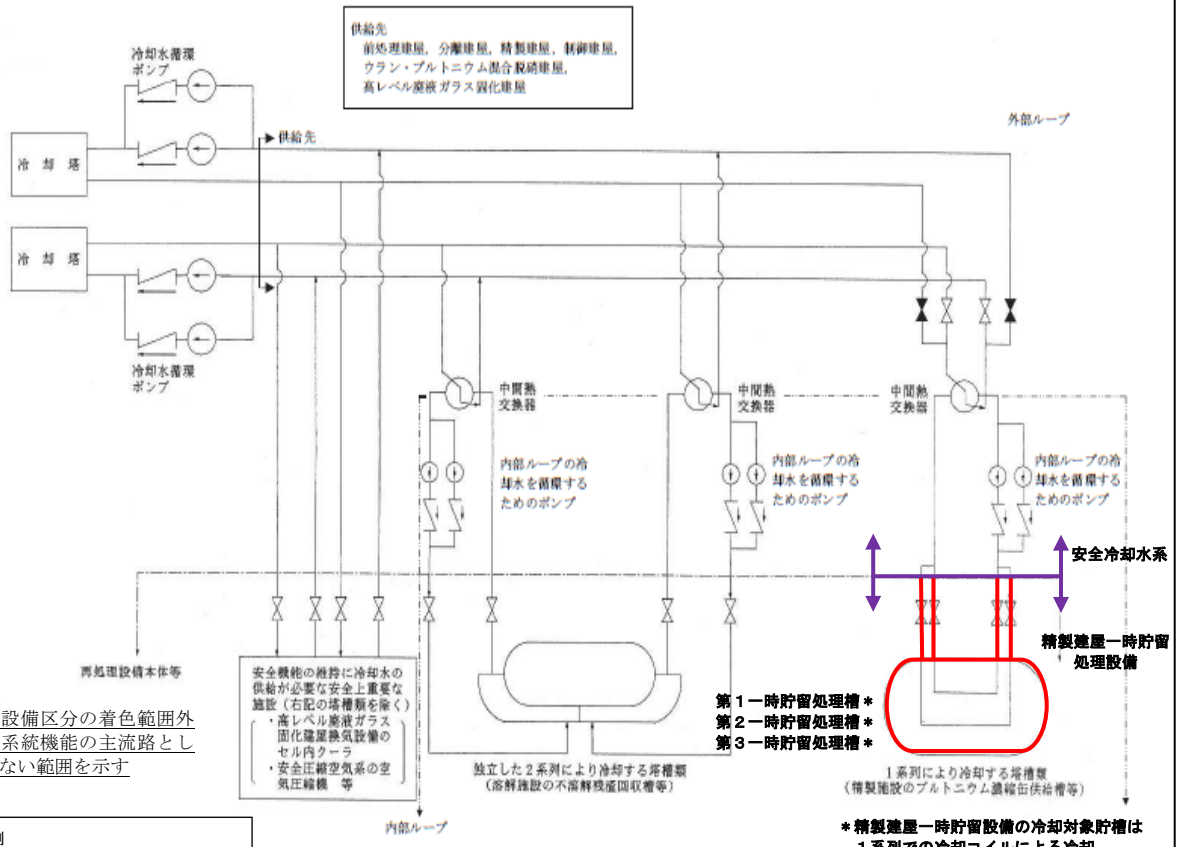 供給先
前処理建屋，分離建屋，精製建屋，制御建屋，
ウラン・プルトニウム混合脱硝建屋，
高レベル廃液ガラス固化建屋
冷却水循環
ポンプ
供給先
外部ループ
冷却塔
冷却塔
冷却水循環
ポンプ
中間熱
交換器
中間熱
交換器
中間熱
交換器
内部ループの冷
却水を循環する
ためのポンプ
内部ループの冷
却水を循環する
ためのポンプ
内部ループの冷
却水を循環する
ためのポンプ
安全冷却水系
精製建屋一時貯留
処理設備
再処理設備本体等
安全機能の維持に冷却水の
供給が必要な安全上重要な
施設（右記の塔槽類を除く）
・高レベル廃液ガラス
固化建屋換気設備の
セル内クーラ
・安全圧縮空気系の空
気圧縮機 等
設備区分の着色範囲外
系統機能の主流路とし
ない範囲を示す
第１一時貯留処理槽＊
第２一時貯留処理槽＊
第３一時貯留処理槽＊
独立した２系列により冷却する塔槽類
（溶解施設の不溶解残渣回収槽等）
１系列により冷却する塔槽類
（精製施設のプルトニウム濃縮缶供給槽等）
内部ループ
＊精製建屋一時貯留設備の冷却対象貯槽は
１系列での冷却コイルによる冷却